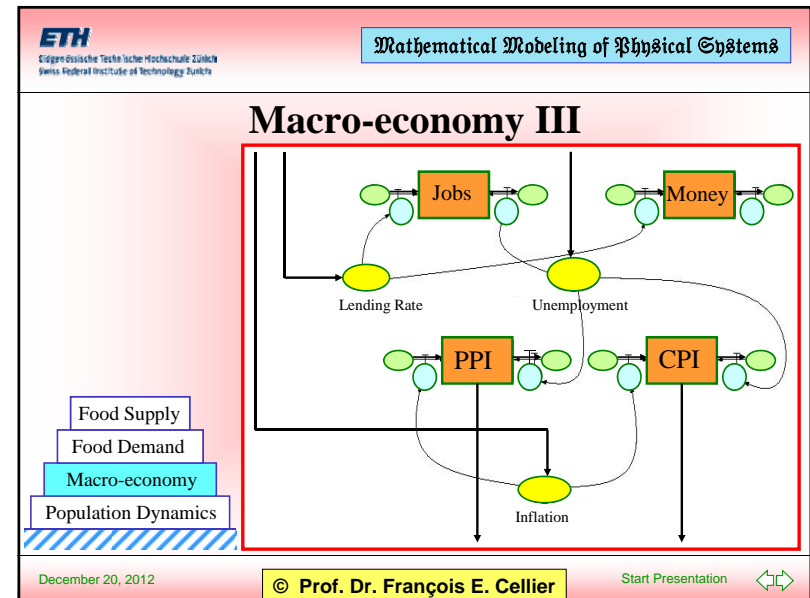 ETH
Eidgenössische Technische Hochschule Zürich
Swiss Federal Institute of Technology Zurich
Mathematical Modeling of Physical Systems
Macro-economy III
Jobs
Money
Lending Rate
Unemployment
PPI
CPI
Inflation
Food Supply
Food Demand
Macro-economy
Population Dynamics
December 20, 2012
© Prof. Dr. François E. Cellier
Start Presentation